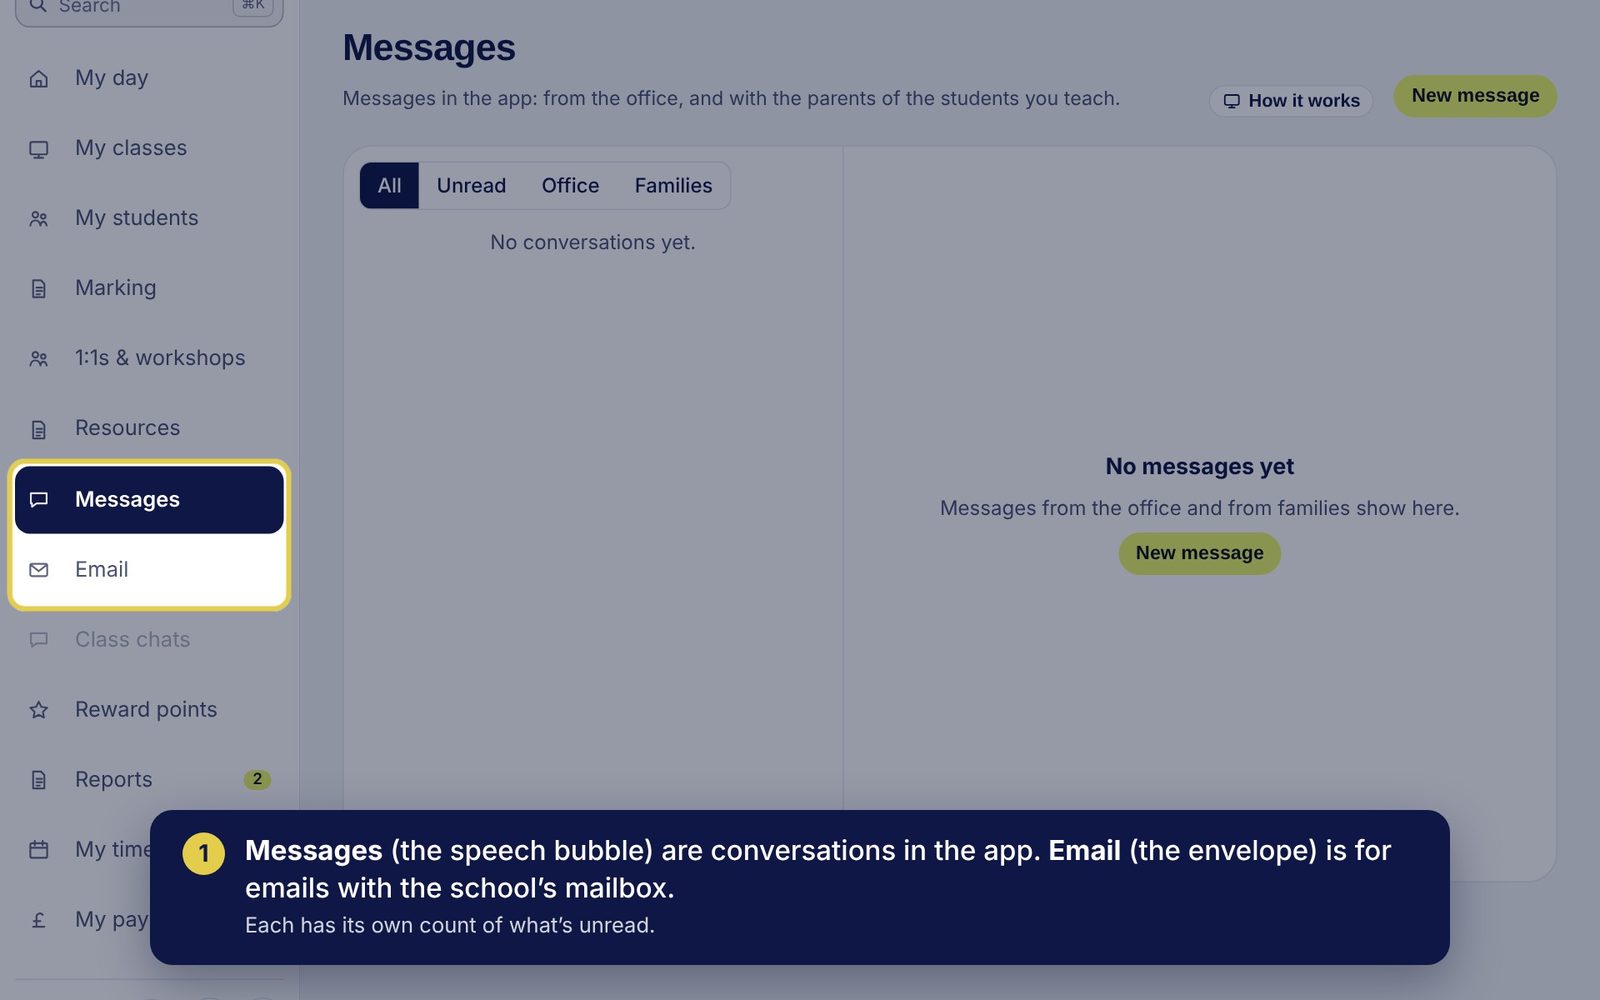 Search ⌘K
My day
My classes
My students
Marking
1:1s & workshops
Resources
Messages
Email
Class chats
Reward points
Reports 2
My time
My pay
Messages
Messages in the app: from the office, and with the parents of the students you teach.
How it works
New message
All Unread Office Families
No conversations yet.
No messages yet
Messages from the office and from families show here.
New message
1 Messages (the speech bubble) are conversations in the app. Email (the envelope) is for
emails with the school’s mailbox.
Each has its own count of what’s unread.